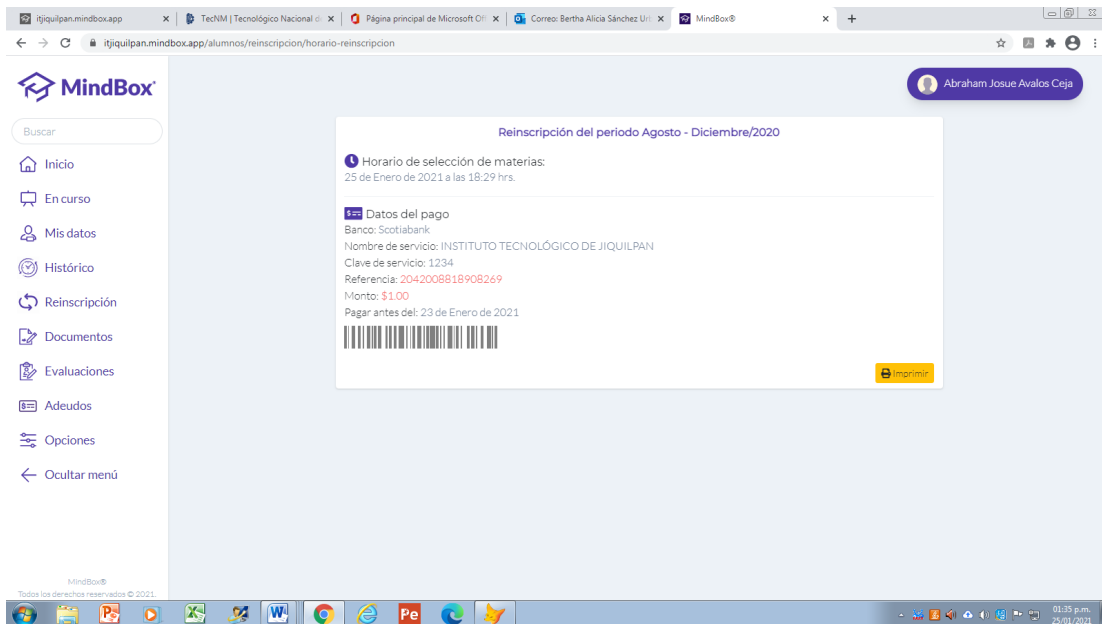 itjiquilpan.mindbox.app
TecNM | Tecnológico Nacional d
Página principal de Microsoft Off
Correo: Bertha Alicia Sánchez Uri
MindBox®
itjiquilpan.mindbox.app/alumnos/reinscripcion/horario-reinscripcion
MindBox
Abraham Josue Avalos Ceja
Buscar
Inicio
En curso
Mis datos
Histórico
Reinscripción
Documentos
Evaluaciones
Adeudos
Opciones
Ocultar menú
Reinscripción del periodo Agosto - Diciembre/2020
Horario de selección de materias:
25 de Enero de 2021 a las 18:29 hrs.
Datos del pago
Banco: Scotiabank
Nombre de servicio: INSTITUTO TECNOLÓGICO DE JIQUILPAN
Clave de servicio: 1234
Referencia: 2042008818908269
Monto: $1.00
Pagar antes del: 23 de Enero de 2021
Imprimir
MindBox®
Todos los derechos reservados © 2021.
Pe
01:35 p.m.
25/01/2021